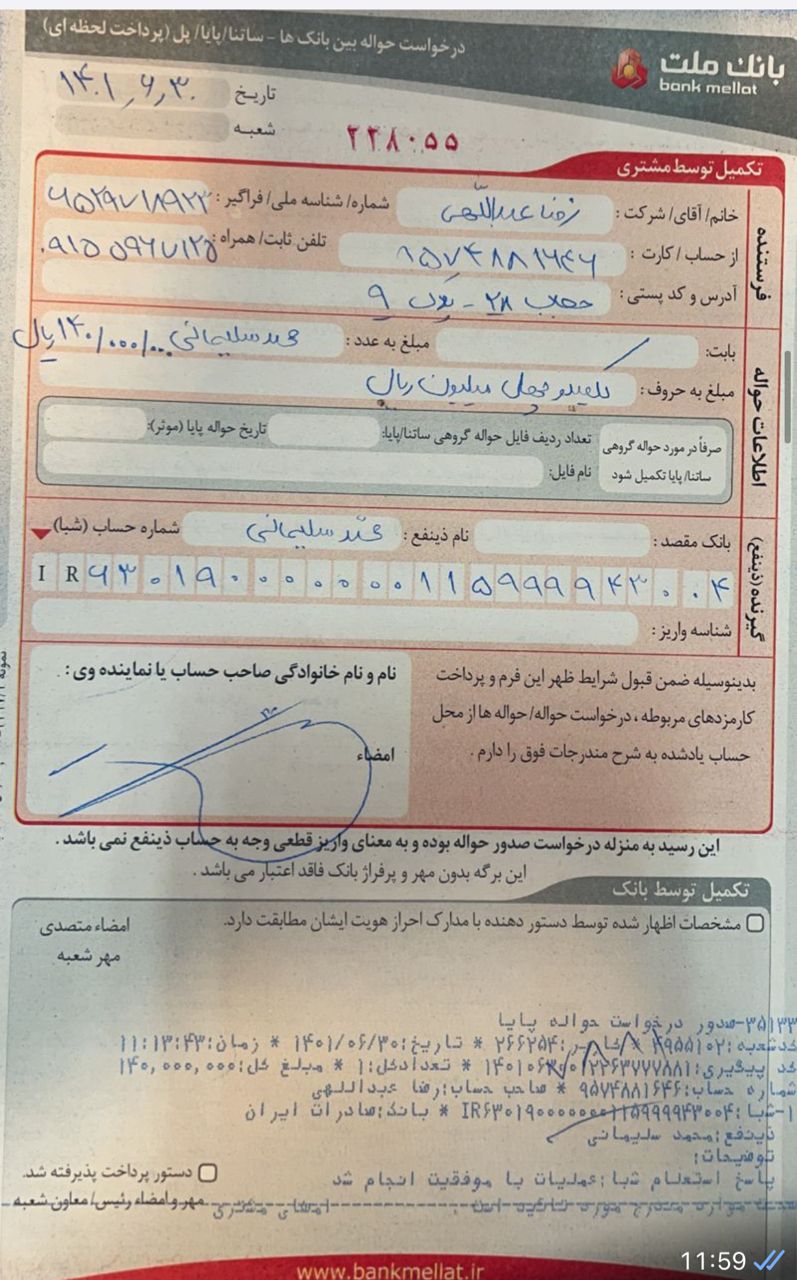 درخواست حواله بین بانک ها - ساتنا/پایا/ پل (پرداخت لحظه ای)
بانک ملت
bank mellat
تاریخ ۱۴۰۱,۶,۳۰
شعبه
۲۲۸۰۵۵
تکمیل توسط مشتری
فرستنده
خانم/ آقای/ شرکت : رضا عبداللهی شماره/ شناسه ملی/ فراگیر :
از حساب / کارت : ۹۵۷۴۸۸۱۶۴۶ تلفن ثابت/ همراه :
آدرس و کد پستی : حجاب ۲۸ -
اطلاعات حواله
بابت: مبلغ به عدد : محمد سلیمانی ۱۴۰/۰۰۰/۰۰۰ ریال
مبلغ به حروف : یکصد و چهل میلیون ریال
صرفاً در مورد حواله گروهی ساتنا/ پایا تکمیل شود
تعداد ردیف فایل حواله گروهی ساتنا/پایا: تاریخ حواله پایا (موثر):
نام فایل:
گیرنده (ذینفع)
بانک مقصد : نام ذینفع : محمد سلیمانی شماره حساب (شبا)
IR ۶۳۰۱۹۰۰۰۰۰۰۰۱۱۵۹۹۹۹۴۳۰۰۴
شناسه واریز :
بدینوسیله ضمن قبول شرایط ظهر این فرم و پرداخت
کارمزدهای مربوطه ، درخواست حواله/ حواله ها از محل
حساب یادشده به شرح مندرجات فوق را دارم .
نام و نام خانوادگی صاحب حساب یا نماینده وی :
امضاء
این رسید به منزله درخواست صدور حواله بوده و به معنای واریز قطعی وجه به حساب ذینفع نمی باشد .
این برگه بدون مهر و پرفراژ بانک فاقد اعتبار می باشد .
تکمیل توسط بانک
مشخصات اظهار شده توسط دستور دهنده با مدارک احراز هویت ایشان مطابقت دارد.
امضاء متصدی
مهر شعبه
۳۵۱۳۳-صدور درخواست حواله پایا
کدشعبه: * کاربر:۲۶۶۲۵۴ * تاریخ:۱۴۰۱/۰۶/۳۰ * زمان:۱۱:۱۳:۴۳
کد پیگیری: * تعدادکل:۱ * مبلغ کل:۱۴۰,۰۰۰,۰۰۰
شماره حساب:۹۵۷۴۸۸۱۶۴۶ * صاحب حساب:رضا عبداللهی
۱-شبا:IR۶۳۰۱۹۰۰۰۰۰۰۰۱۱۵۹۹۹۹۴۳۰۰۴ * بانک:صادرات ایران
ذینفع:محمد سلیمانی
توضیحات:
پاسخ استعلام شبا:عملیات با موفقیت انجام شد
صحت موارد مندرج مورد تائید است . امضای مشتری
دستور پرداخت پذیرفته شد.
مهر و امضاء رئیس/ معاون شعبه
www.bankmellat.ir
11:59